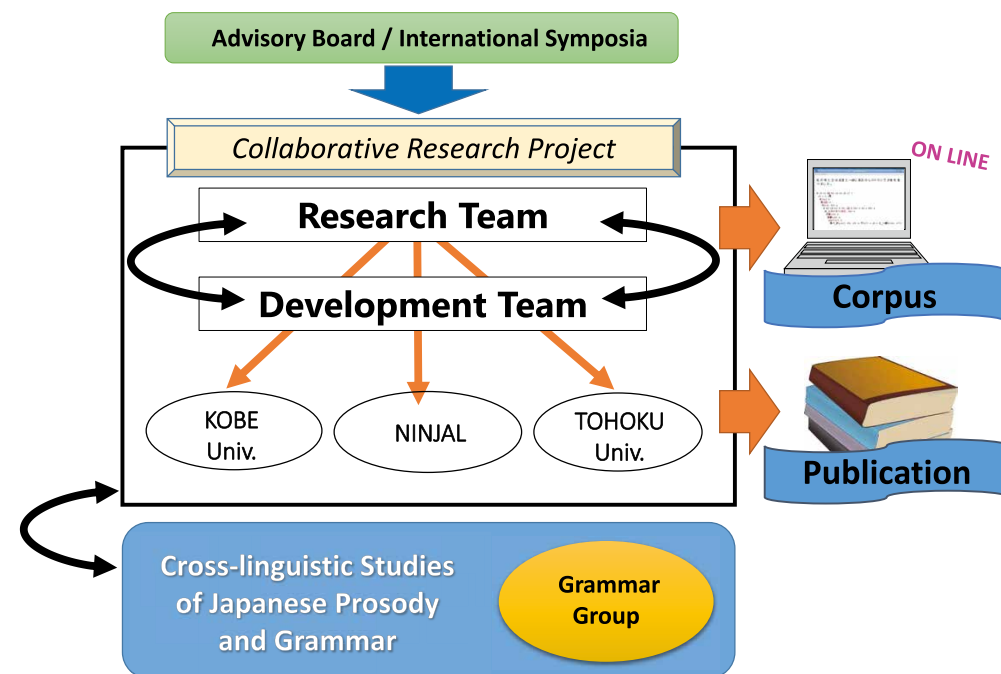 Advisory Board / International Symposia
Collaborative Research Project
ON LINE
Research Team
Development Team
Corpus
KOBE
Univ.
NINJAL
TOHOKU
Univ.
Publication
Cross-linguistic Studies
of Japanese Prosody
and Grammar
Grammar
Group